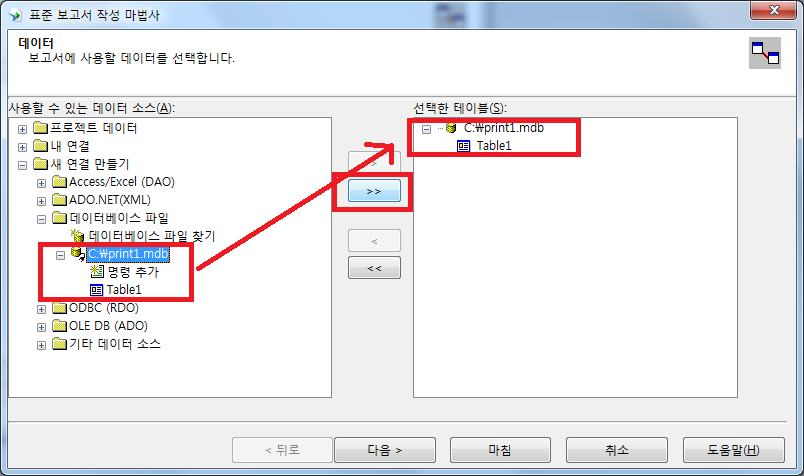 표준 보고서 작성 마법사
데이터
보고서에 사용할 데이터를 선택합니다.
사용할 수 있는 데이터 소스(A):
프로젝트 데이터
내 연결
새 연결 만들기
Access/Excel (DAO)
ADO.NET(XML)
데이터베이스 파일
데이터베이스 파일 찾기
C:\print1.mdb
명령 추가
Table1
ODBC (RDO)
OLE DB (ADO)
기타 데이터 소스
>
>>
<
<<
선택한 테이블(S):
C:\print1.mdb
Table1
< 뒤로
다음 >
마침
취소
도움말(H)